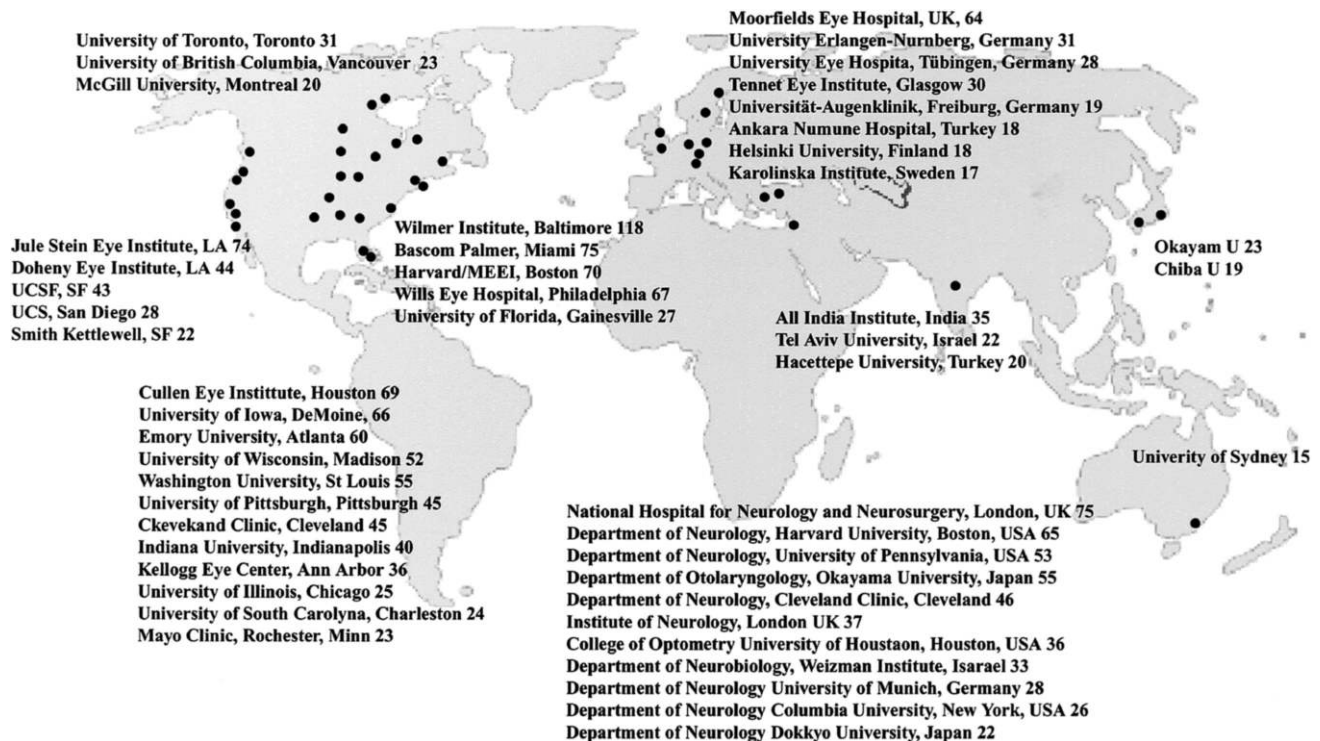 University of Toronto, Toronto 31
University of British Columbia, Vancouver 23
McGill University, Montreal 20
Moorfields Eye Hospital, UK, 64
University Erlangen-Nurnberg, Germany 31
University Eye Hospita, Tübingen, Germany 28
Tennet Eye Institute, Glasgow 30
Universität-Augenklinik, Freiburg, Germany 19
Ankara Numune Hospital, Turkey 18
Helsinki University, Finland 18
Karolinska Institute, Sweden 17
Jule Stein Eye Institute, LA 74
Doheny Eye Institute, LA 44
UCSF, SF 43
UCS, San Diego 28
Smith Kettlewell, SF 22
Wilmer Institute, Baltimore 118
Bascom Palmer, Miami 75
Harvard/MEEI, Boston 70
Wills Eye Hospital, Philadelphia 67
University of Florida, Gainesville 27
Okayam U 23
Chiba U 19
All India Institute, India 35
Tel Aviv University, Israel 22
Hacettepe University, Turkey 20
Cullen Eye Instittute, Houston 69
University of Iowa, DeMoine, 66
Emory University, Atlanta 60
University of Wisconsin, Madison 52
Washington University, St Louis 55
University of Pittsburgh, Pittsburgh 45
Ckevekand Clinic, Cleveland 45
Indiana University, Indianapolis 40
Kellogg Eye Center, Ann Arbor 36
University of Illinois, Chicago 25
University of South Carolyna, Charleston 24
Mayo Clinic, Rochester, Minn 23
Univerity of Sydney 15
National Hospital for Neurology and Neurosurgery, London, UK 75
Department of Neurology, Harvard University, Boston, USA 65
Department of Neurology, University of Pennsylvania, USA 53
Department of Otolaryngology, Okayama University, Japan 55
Department of Neurology, Cleveland Clinic, Cleveland 46
Institute of Neurology, London UK 37
College of Optometry University of Houstaon, Houston, USA 36
Department of Neurobiology, Weizman Institute, Isarael 33
Department of Neurology University of Munich, Germany 28
Department of Neurology Columbia University, New York, USA 26
Department of Neurology Dokkyo University, Japan 22